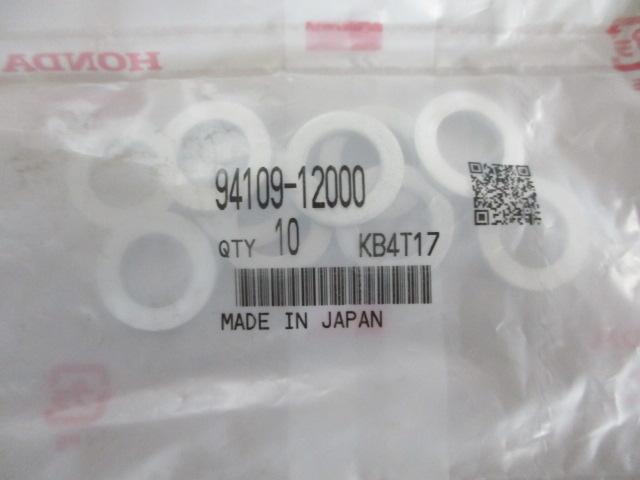 HONDA
94109-12000
QTY 10 KB4T17
MADE IN JAPAN